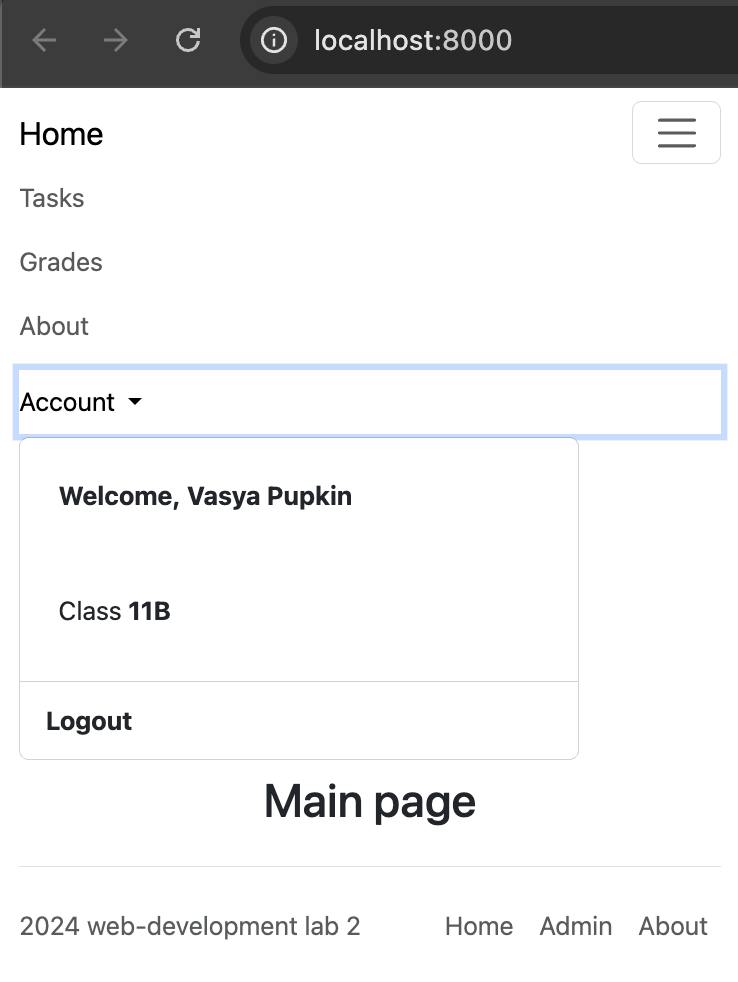 localhost:8000
Home
Tasks
Grades
About
Account
Welcome, Vasya Pupkin
Class 11B
Logout
Main page
2024 web-development lab 2 Home Admin About